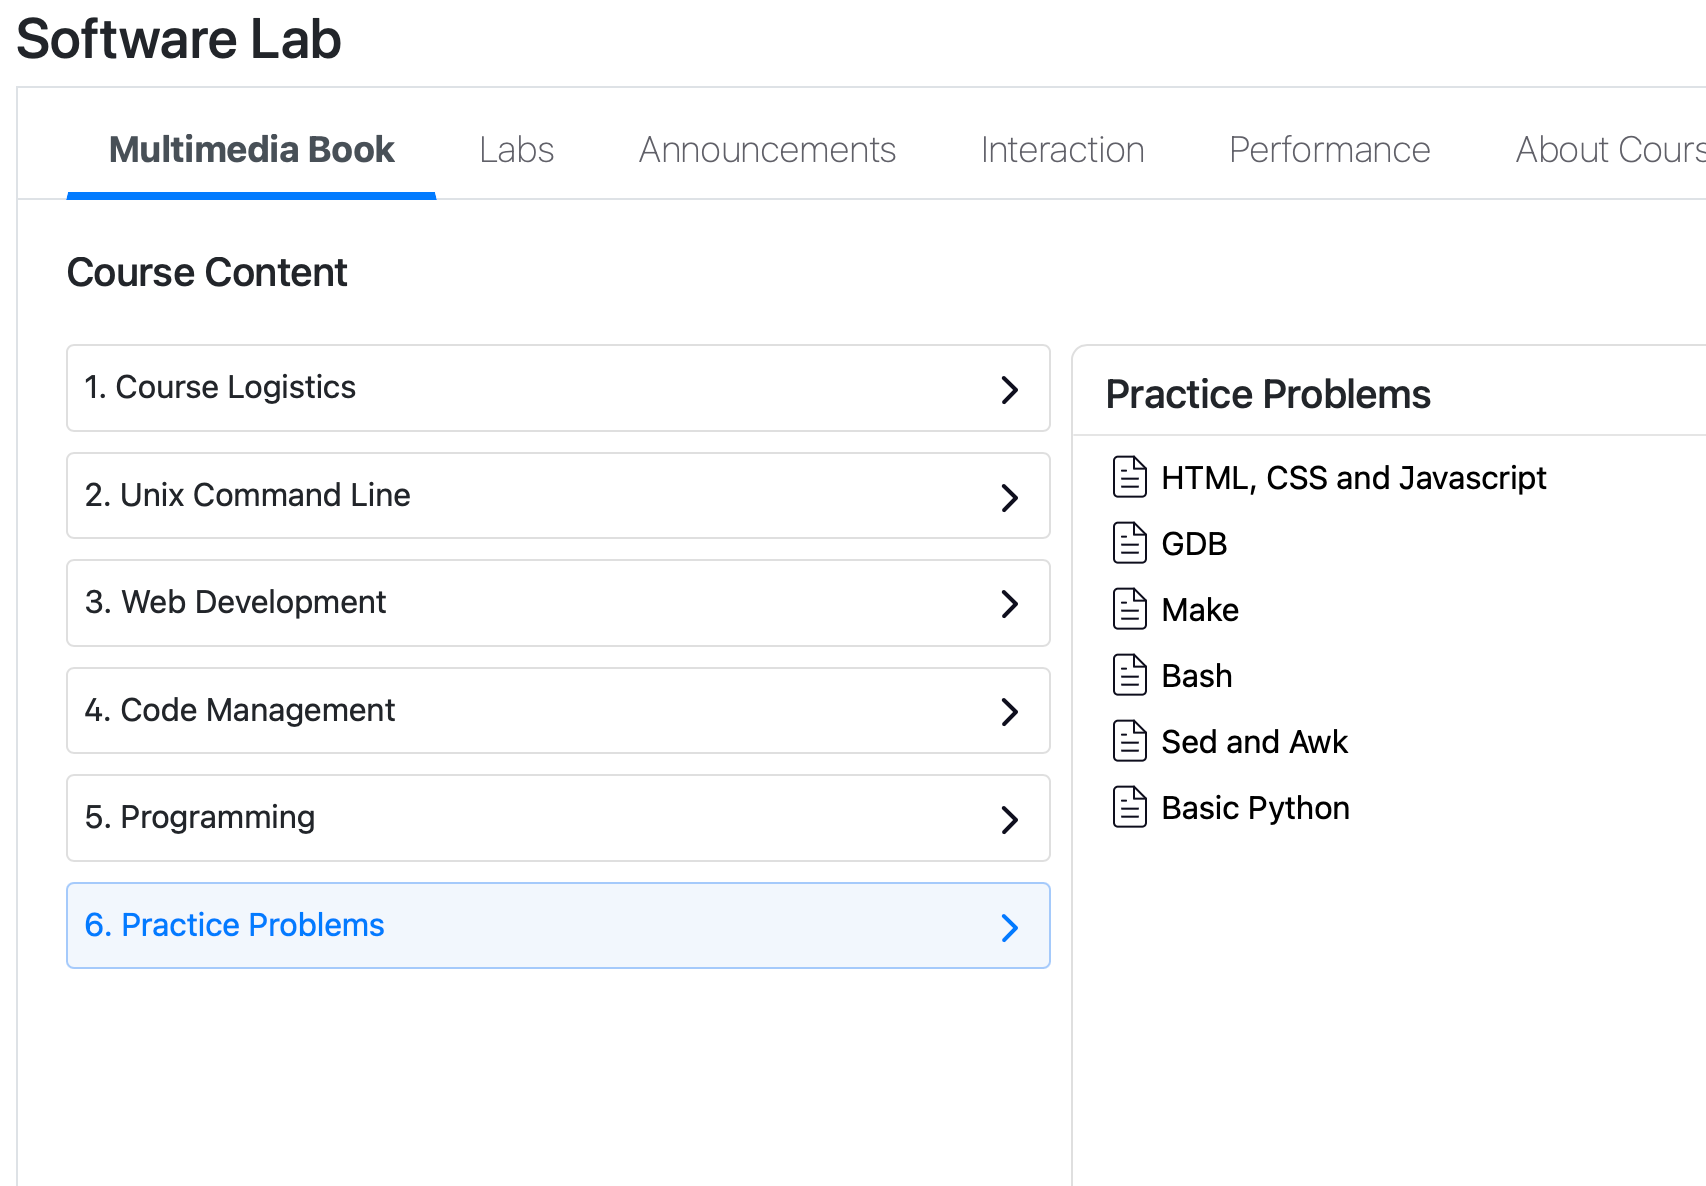 Software Lab
Multimedia Book Labs Announcements Interaction Performance About Cours
Course Content
1. Course Logistics
2. Unix Command Line
3. Web Development
4. Code Management
5. Programming
6. Practice Problems
Practice Problems
HTML, CSS and Javascript
GDB
Make
Bash
Sed and Awk
Basic Python